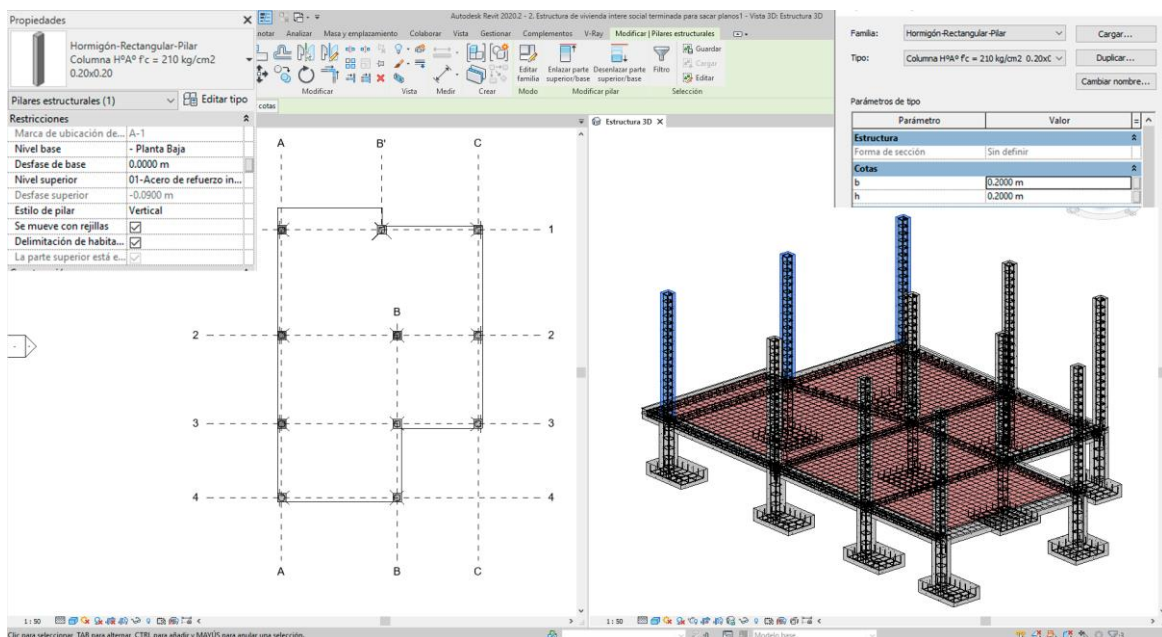 Propiedades
Hormigón-Rectangular-Pilar
Columna HºAº f'c = 210 kg/cm2
0.20x0.20
Pilares estructurales (1)
Editar tipo
Restricciones
Marca de ubicación de... A-1
Nivel base - Planta Baja
Desfase de base 0.0000 m
Nivel superior 01-Acero de refuerzo in...
Desfase superior -0.0900 m
Estilo de pilar Vertical
Se mueve con rejillas
Delimitación de habita...
La parte superior está e...
Autodesk Revit 2020.2 - 2. Estructura de vivienda intere social terminada para sacar planos1 - Vista 3D: Estructura 3D
notar Analizar Masa y emplazamiento Colaborar Vista Gestionar Complementos V-Ray Modificar | Pilares estructurales
Editar familia
Enlazar parte superior/base
Desenlazar parte superior/base
Filtro
Guardar
Cargar
Editar
Modificar Vista Medir Crear Modo Modificar pilar Selección
cotas
Estructura 3D
Familia: Hormigón-Rectangular-Pilar Cargar...
Tipo: Columna HºAº f'c = 210 kg/cm2 0.20x Duplicar...
Cambiar nombre...
Parámetros de tipo
Parámetro Valor =
Estructura
Forma de sección Sin definir
Cotas
b 0.2000 m
h 0.2000 m
A B' C
1
B
2 2
3 3
4 4
A B C
1 : 50
1 : 50
Clic para seleccionar, TAB para alternar, CTRL para añadir y MAYÚS para anular una selección.
:0
Modelo base